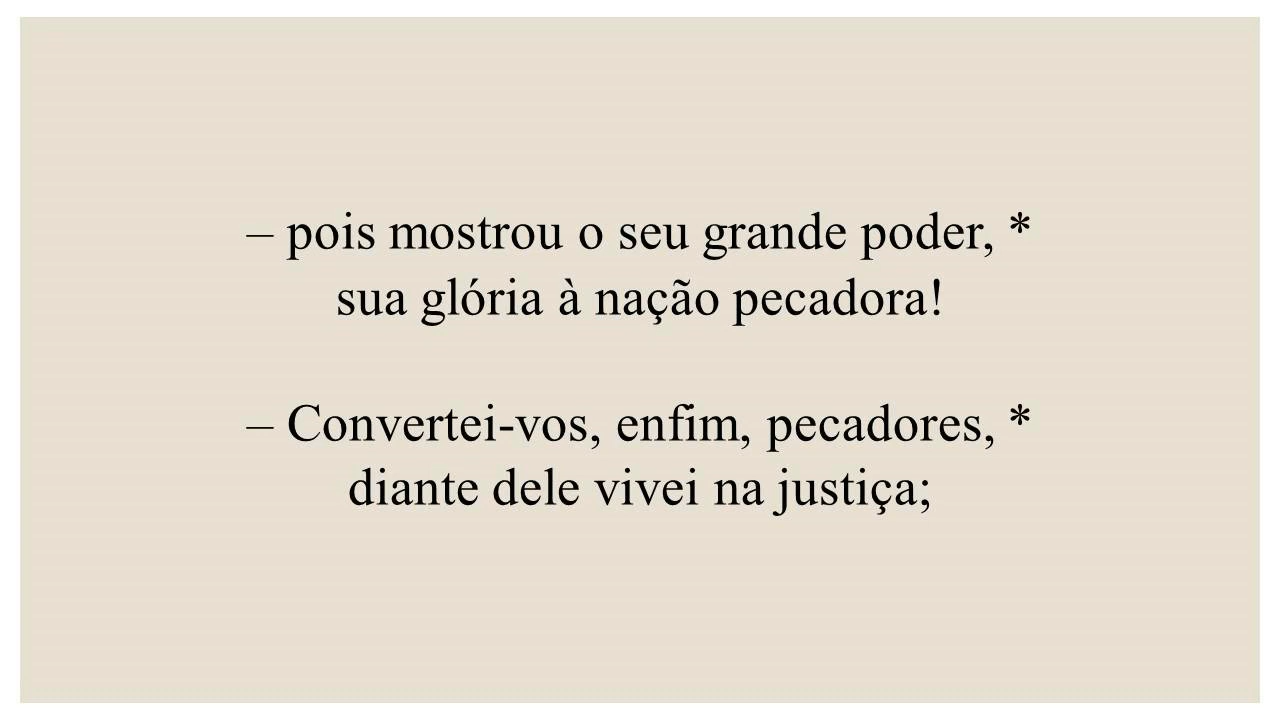 – pois mostrou o seu grande poder, *
sua glória à nação pecadora!
– Convertei-vos, enfim, pecadores, *
diante dele vivei na justiça;